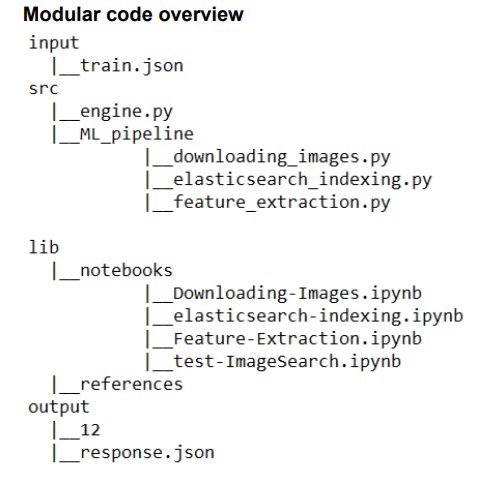 Modular code overview
input
|__train.json
src
|__engine.py
|__ML_pipeline
|__downloading_images.py
|__elasticsearch_indexing.py
|__feature_extraction.py
lib
|__notebooks
|__Downloading-Images.ipynb
|__elasticsearch-indexing.ipynb
|__Feature-Extraction.ipynb
|__test-ImageSearch.ipynb
|__references
output
|__12
|__response.json